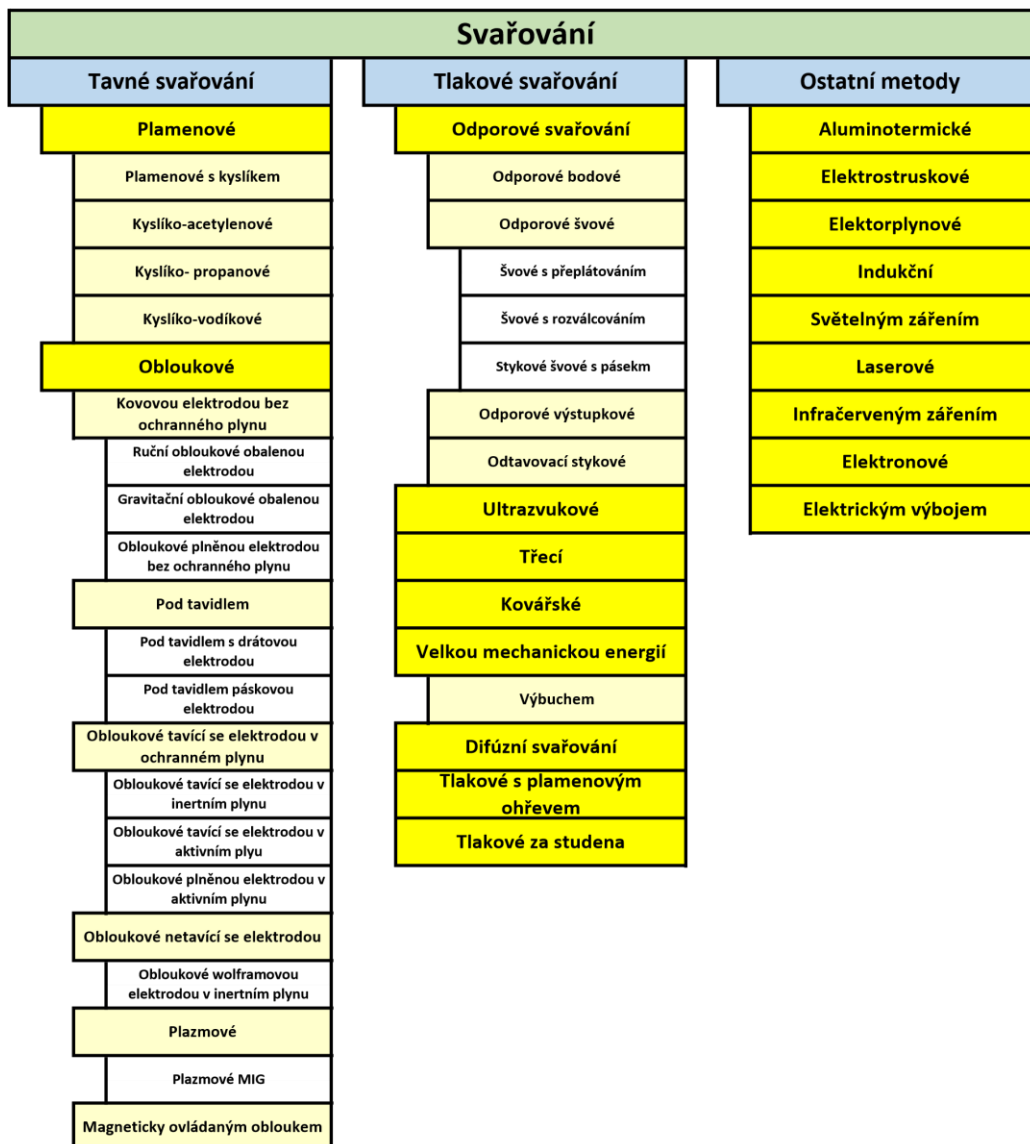 Svařování
Tavné svařování
Plamenové
Plamenové s kyslíkem
Kyslíko-acetylenové
Kyslíko- propanové
Kyslíko-vodíkové
Obloukové
Kovovou elektrodou bez
ochranného plynu
Ruční obloukové obalenou
elektrodou
Gravitační obloukové obalenou
elektrodou
Obloukové plněnou elektrodou
bez ochranného plynu
Pod tavidlem
Pod tavidlem s drátovou
elektrodou
Pod tavidlem páskovou
elektrodou
Obloukové tavící se elektrodou v
ochranném plynu
Obloukové tavící se elektrodou v
inertním plynu
Obloukové tavící se elektrodou v
aktivním plyu
Obloukové plněnou elektrodou v
aktivním plynu
Obloukové netavící se elektrodou
Obloukové wolframovou
elektrodou v inertním plynu
Plazmové
Plazmové MIG
Magneticky ovládaným obloukem
Tlakové svařování
Odporové svařování
Odporové bodové
Odporové švové
Švové s přeplátováním
Švové s rozválcováním
Stykové švové s pásekm
Odporové výstupkové
Odtavovací stykové
Ultrazvukové
Třecí
Kovářské
Velkou mechanickou energií
Výbuchem
Difúzní svařování
Tlakové s plamenovým
ohřevem
Tlakové za studena
Ostatní metody
Aluminotermické
Elektrostruskové
Elektorplynové
Indukční
Světelným zářením
Laserové
Infračerveným zářením
Elektronové
Elektrickým výbojem